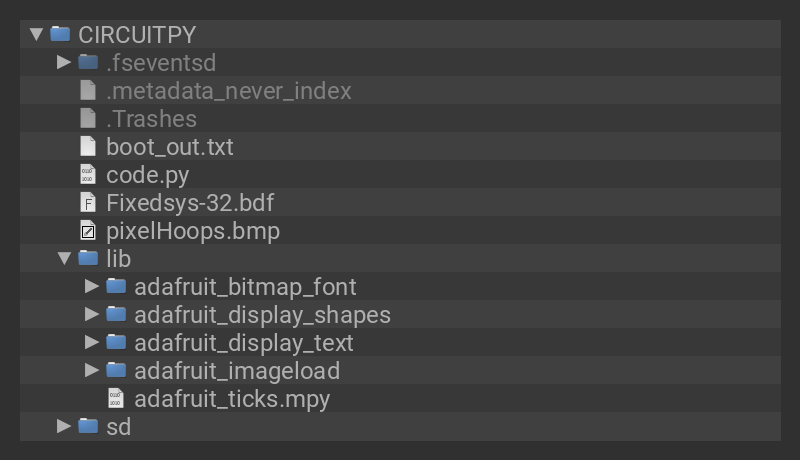 CIRCUITPY
.fseventsd
.metadata_never_index
.Trashes
boot_out.txt
code.py
Fixedsys-32.bdf
pixelHoops.bmp
lib
adafruit_bitmap_font
adafruit_display_shapes
adafruit_display_text
adafruit_imageload
adafruit_ticks.mpy
sd